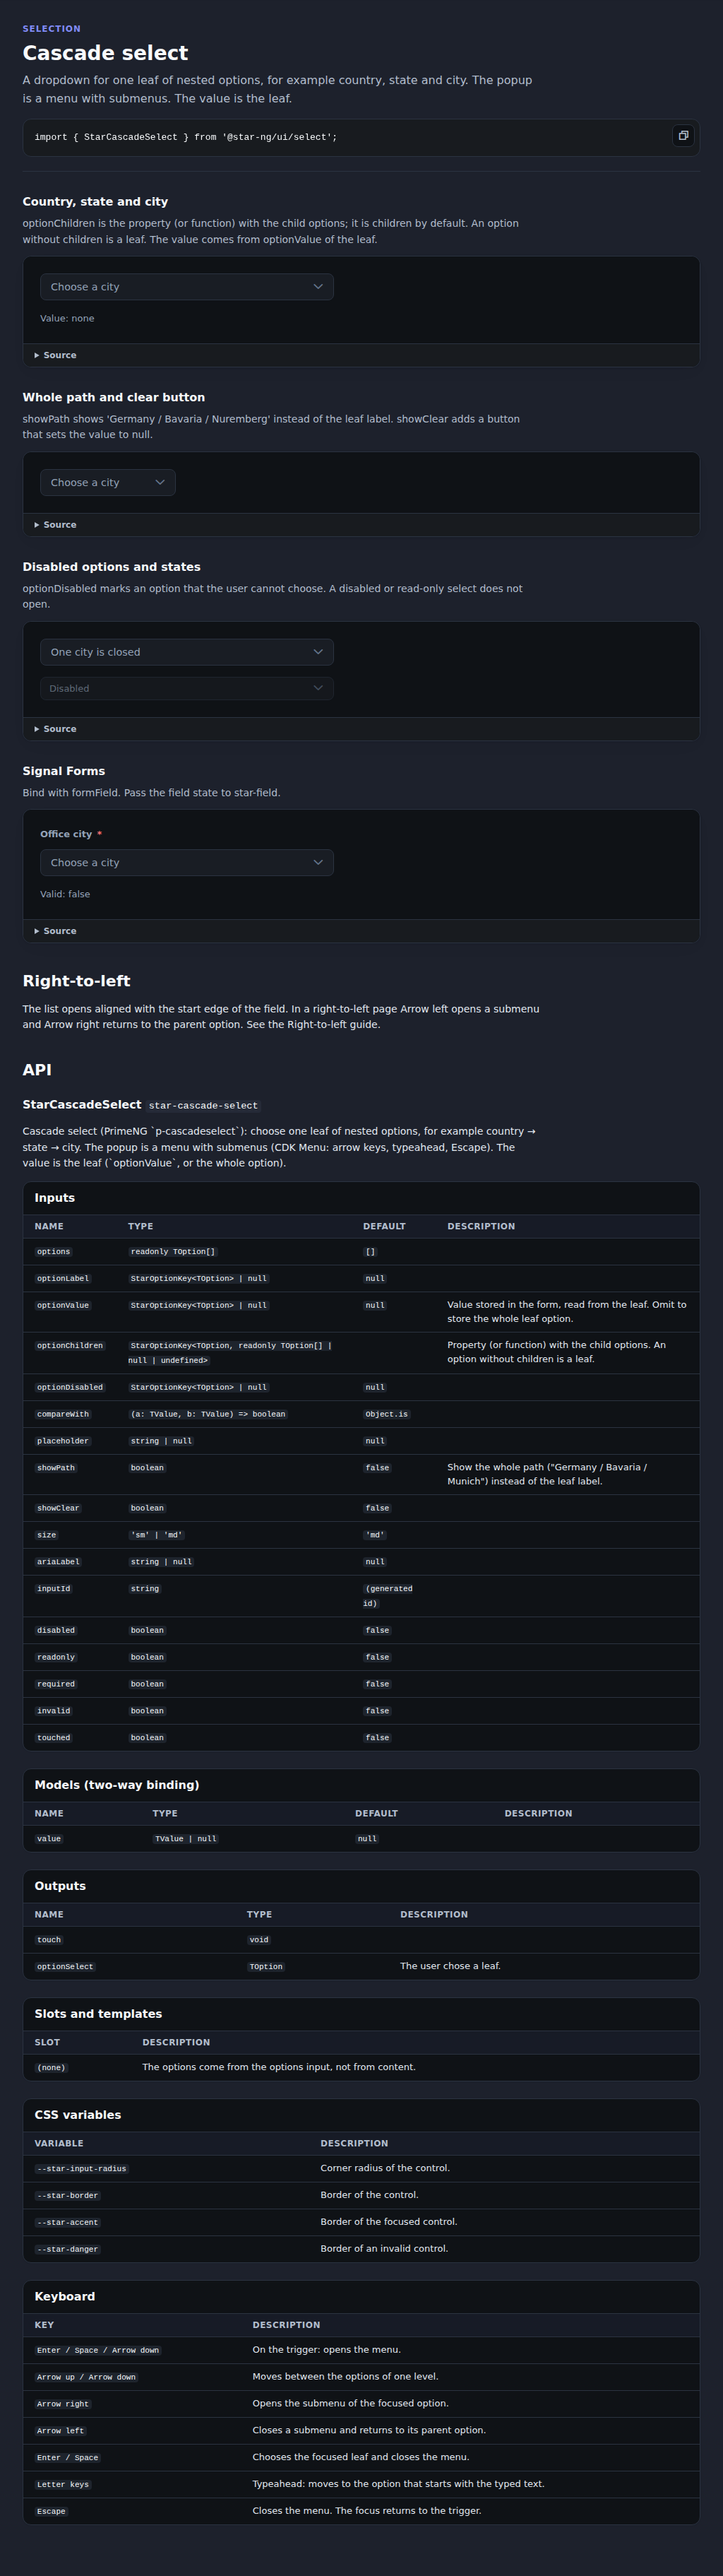 SELECTION
Cascade select
A dropdown for one leaf of nested options, for example country, state and city. The popup
is a menu with submenus. The value is the leaf.
import { StarCascadeSelect } from '@star-ng/ui/select';
Country, state and city
optionChildren is the property (or function) with the child options; it is children by default. An option
without children is a leaf. The value comes from optionValue of the leaf.
Choose a city
Value: none
Source
Whole path and clear button
showPath shows 'Germany / Bavaria / Nuremberg' instead of the leaf label. showClear adds a button
that sets the value to null.
Choose a city
Source
Disabled options and states
optionDisabled marks an option that the user cannot choose. A disabled or read-only select does not
open.
One city is closed
Disabled
Source
Signal Forms
Bind with formField. Pass the field state to star-field.
Office city *
Choose a city
Valid: false
Source
Right-to-left
The list opens aligned with the start edge of the field. In a right-to-left page Arrow left opens a submenu
and Arrow right returns to the parent option. See the Right-to-left guide.
API
StarCascadeSelect star-cascade-select
Cascade select (PrimeNG `p-cascadeselect`): choose one leaf of nested options, for example country →
state → city. The popup is a menu with submenus (CDK Menu: arrow keys, typeahead, Escape). The
value is the leaf (`optionValue`, or the whole option).
Inputs
NAME TYPE DEFAULT DESCRIPTION
options readonly TOption[] []
optionLabel StarOptionKey<TOption> | null null
optionValue StarOptionKey<TOption> | null null Value stored in the form, read from the leaf. Omit to
store the whole leaf option.
optionChildren StarOptionKey<TOption, readonly TOption[] | Property (or function) with the child options. An
null | undefined> option without children is a leaf.
optionDisabled StarOptionKey<TOption> | null null
compareWith (a: TValue, b: TValue) => boolean Object.is
placeholder string | null null
showPath boolean false Show the whole path ("Germany / Bavaria /
Munich") instead of the leaf label.
showClear boolean false
size 'sm' | 'md' 'md'
ariaLabel string | null null
inputId string (generated
id)
disabled boolean false
readonly boolean false
required boolean false
invalid boolean false
touched boolean false
Models (two-way binding)
NAME TYPE DEFAULT DESCRIPTION
value TValue | null null
Outputs
NAME TYPE DESCRIPTION
touch void
optionSelect TOption The user chose a leaf.
Slots and templates
SLOT DESCRIPTION
(none) The options come from the options input, not from content.
CSS variables
VARIABLE DESCRIPTION
--star-input-radius Corner radius of the control.
--star-border Border of the control.
--star-accent Border of the focused control.
--star-danger Border of an invalid control.
Keyboard
KEY DESCRIPTION
Enter / Space / Arrow down On the trigger: opens the menu.
Arrow up / Arrow down Moves between the options of one level.
Arrow right Opens the submenu of the focused option.
Arrow left Closes a submenu and returns to its parent option.
Enter / Space Chooses the focused leaf and closes the menu.
Letter keys Typeahead: moves to the option that starts with the typed text.
Escape Closes the menu. The focus returns to the trigger.